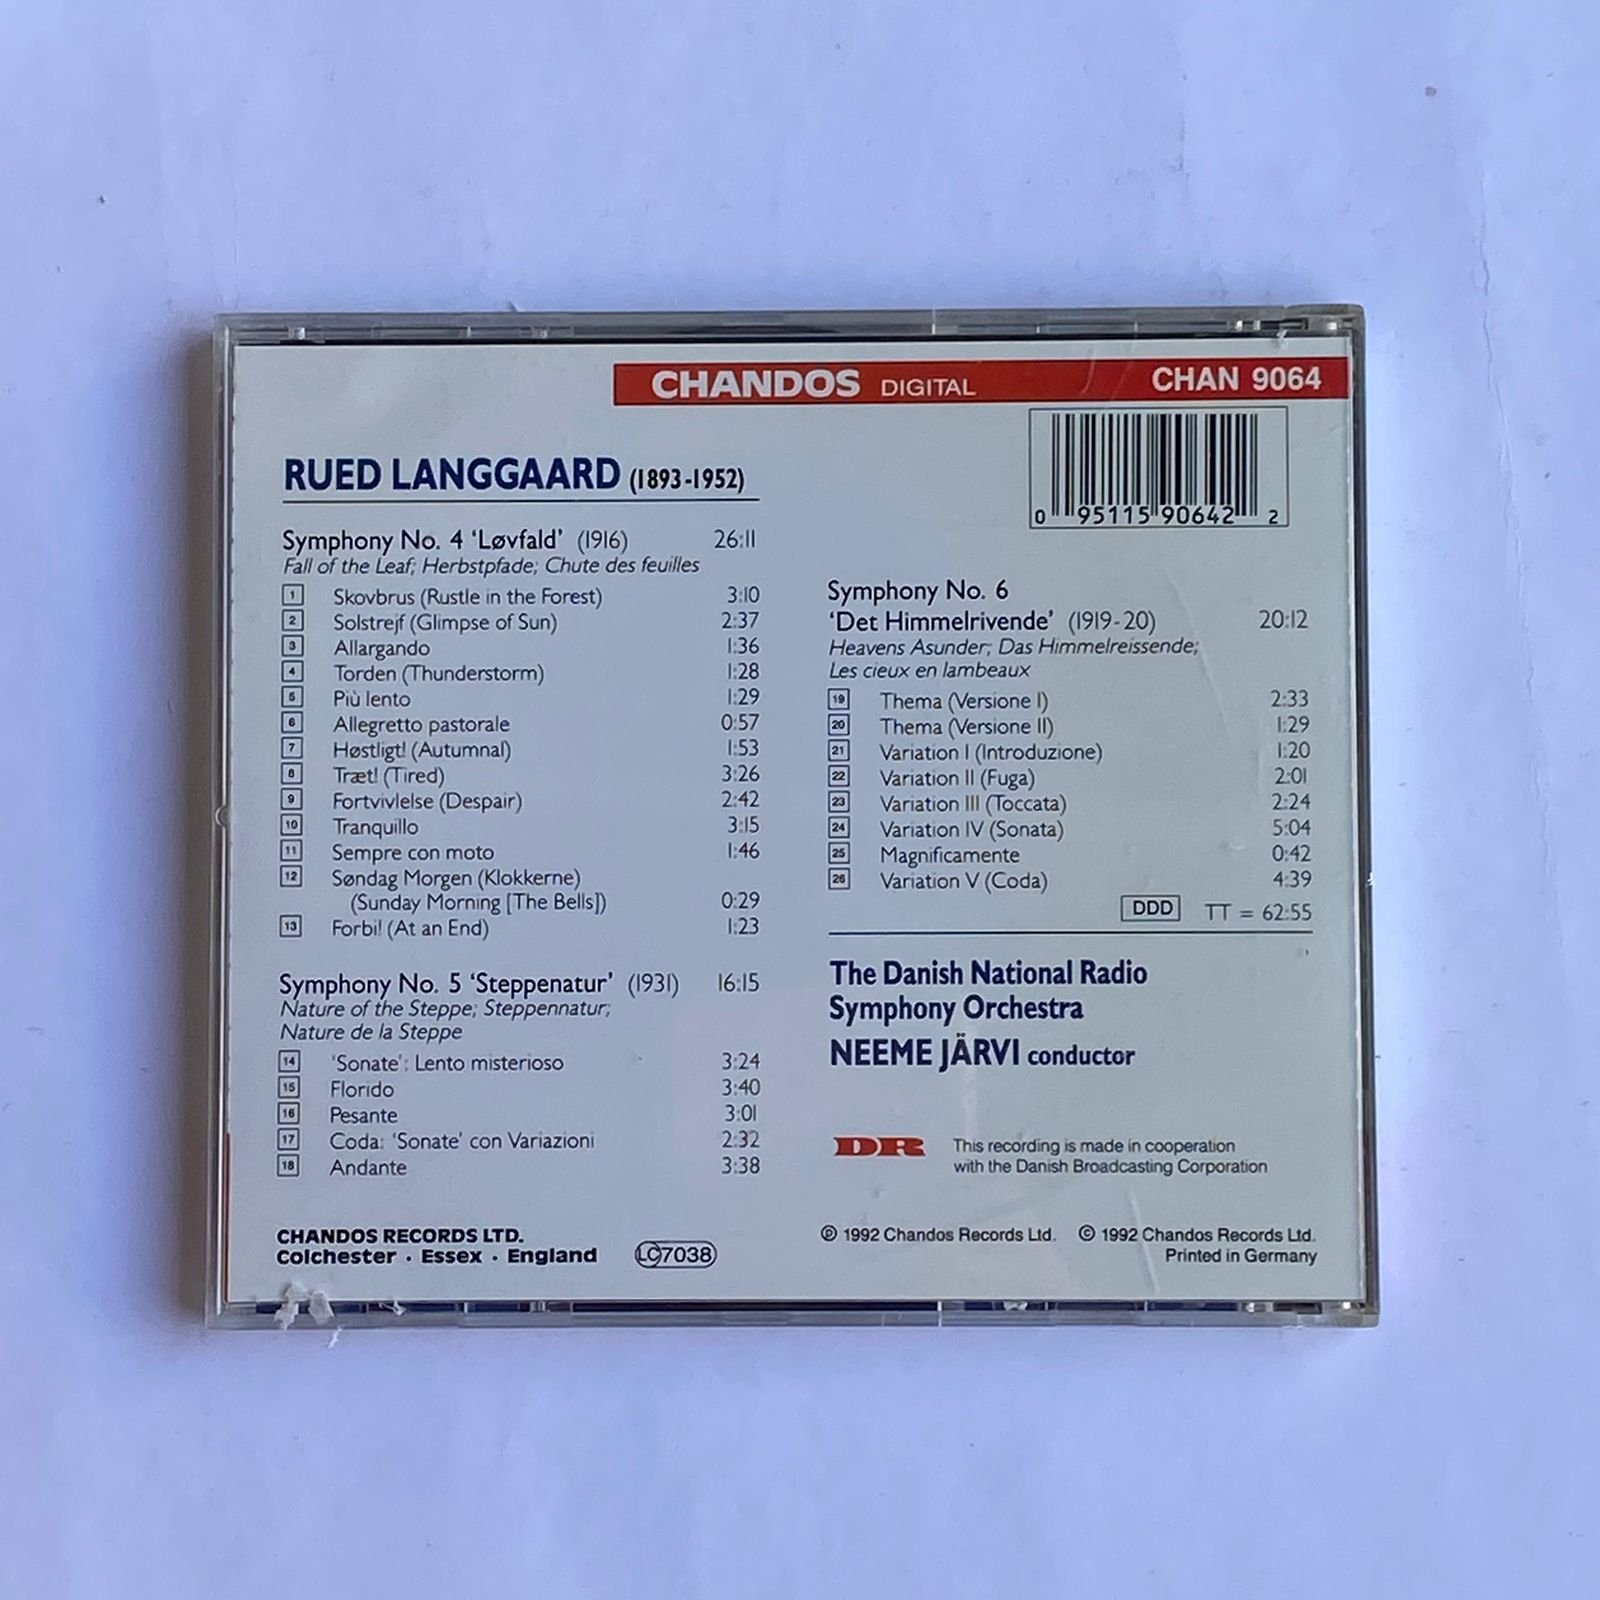 CHANDOS DIGITAL CHAN 9064
0 95115 90642 2
RUED LANGGAARD (1893-1952)
Symphony No. 4 ‘Løvfald’ (1916) 26:11
Fall of the Leaf; Herbstpfade; Chute des feuilles
1 Skovbrus (Rustle in the Forest) 3:10
2 Solstrejf (Glimpse of Sun) 2:37
3 Allargando 1:36
4 Torden (Thunderstorm) 1:28
5 Più lento 1:29
6 Allegretto pastorale 0:57
7 Høstligt! (Autumnal) 1:53
8 Træt! (Tired) 3:26
9 Fortvivlelse (Despair) 2:42
10 Tranquillo 3:15
11 Sempre con moto 1:46
12 Søndag Morgen (Klokkerne)
(Sunday Morning [The Bells]) 0:29
13 Forbi! (At an End) 1:23
Symphony No. 5 ‘Steppenatur’ (1931) 16:15
Nature of the Steppe; Steppennatur;
Nature de la Steppe
14 ‘Sonate’: Lento misterioso 3:24
15 Florido 3:40
16 Pesante 3:01
17 Coda: ‘Sonate’ con Variazioni 2:32
18 Andante 3:38
CHANDOS RECORDS LTD.
Colchester · Essex · England LC7038
Symphony No. 6
‘Det Himmelrivende’ (1919-20) 20:12
Heavens Asunder; Das Himmelreissende;
Les cieux en lambeaux
19 Thema (Versione I) 2:33
20 Thema (Versione II) 1:29
21 Variation I (Introduzione) 1:20
22 Variation II (Fuga) 2:01
23 Variation III (Toccata) 2:24
24 Variation IV (Sonata) 5:04
25 Magnificamente 0:42
26 Variation V (Coda) 4:39
DDD TT = 62:55
The Danish National Radio
Symphony Orchestra
NEEME JÄRVI conductor
DR This recording is made in cooperation
with the Danish Broadcasting Corporation
℗ 1992 Chandos Records Ltd. © 1992 Chandos Records Ltd.
Printed in Germany